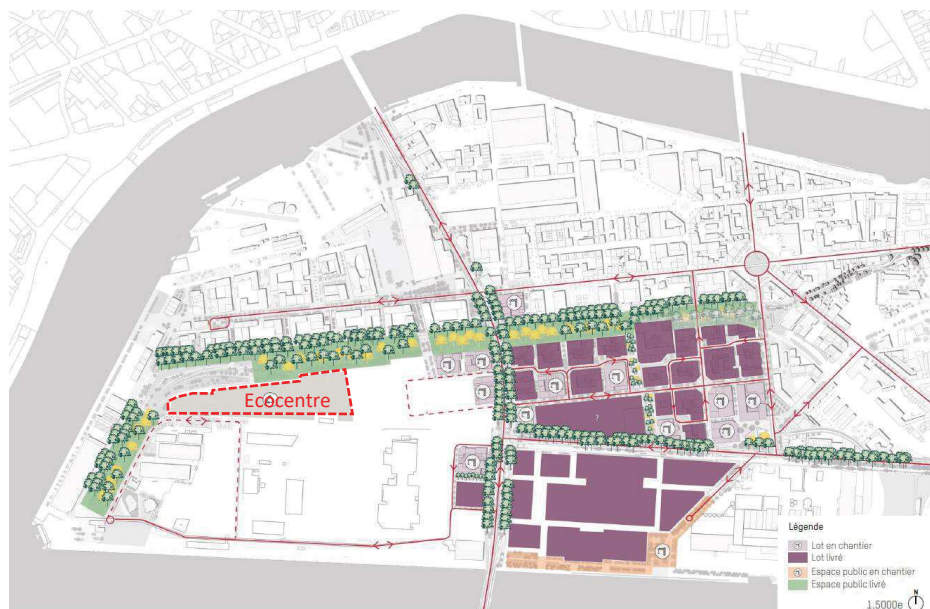 Ecocentre
?
Légende
Lot en chantier
Lot livré
Espace public en chantier
Espace public livré
N
1.5000e